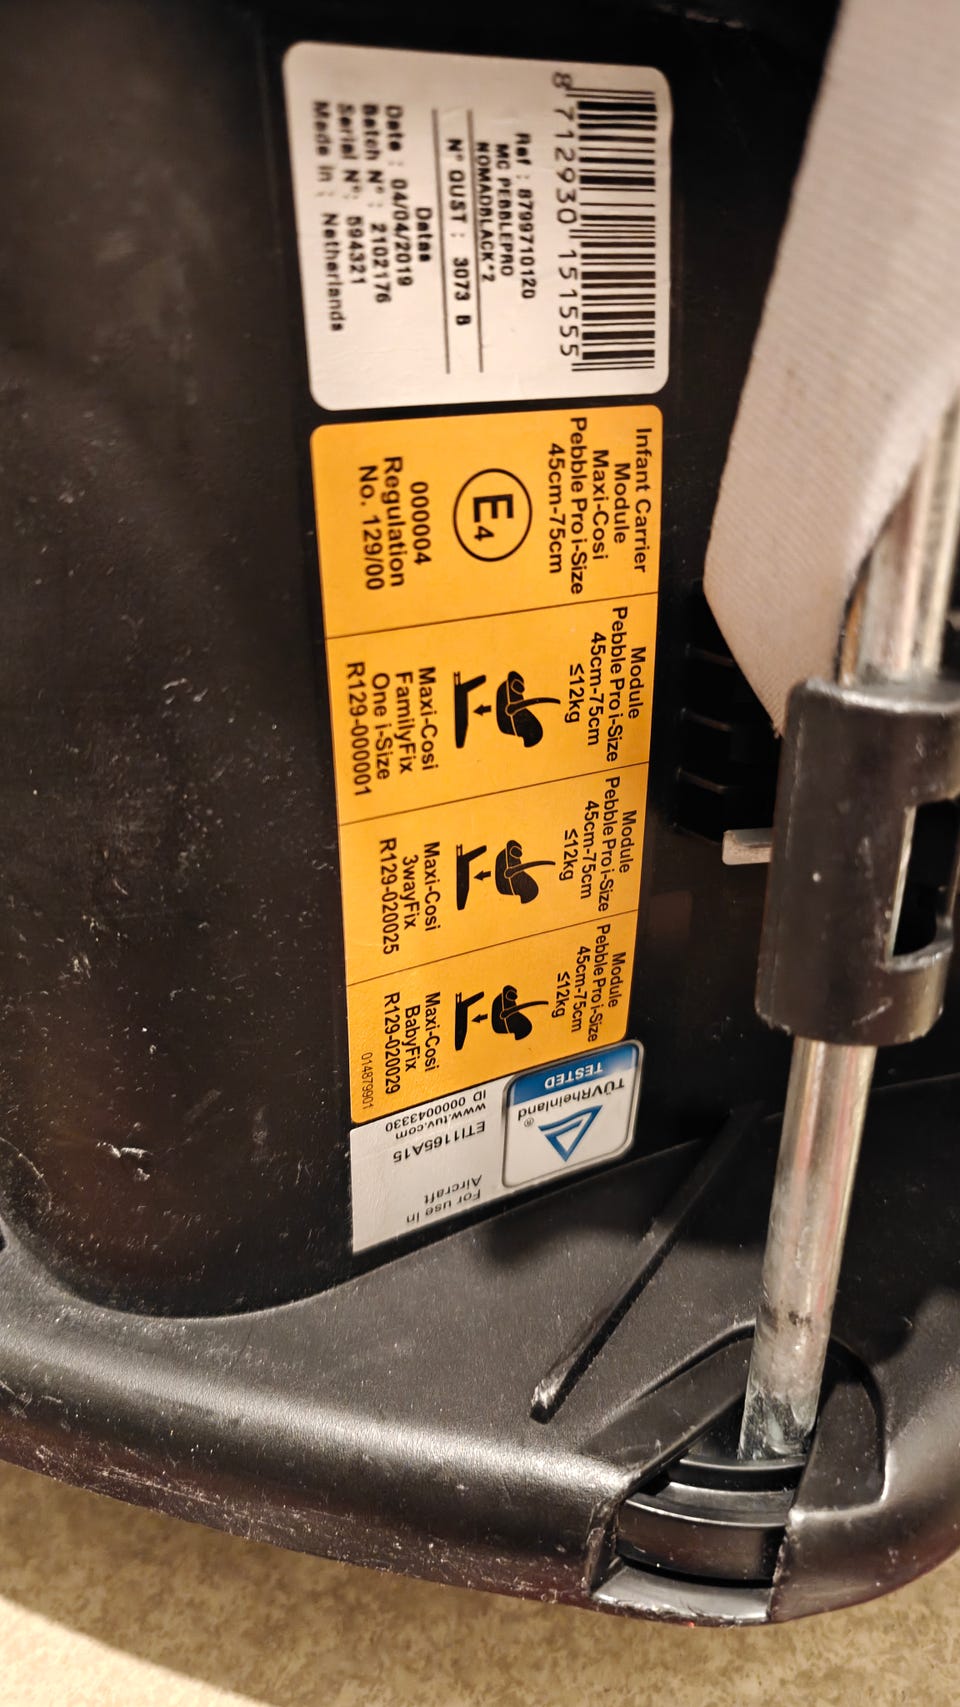 8 712930 151555
Ref : 8799710120
MC PEBBLEPRO
NOMADBLACK*2
N° OUST : 3073 B
Datas
Date : 04/04/2019
Batch N° : 2102176
Serial N°: 594321
Made in : Netherlands
Infant Carrier
Module
Maxi-Cosi
Pebble Pro i-Size
45cm-75cm
E4
000004
Regulation
No. 129/00
Module
Pebble Pro i-Size
45cm-75cm
≤12kg
Maxi-Cosi
FamilyFix
One i-Size
R129-000001
Module
Pebble Pro i-Size
45cm-75cm
≤12kg
Maxi-Cosi
3wayFix
R129-020025
Module
Pebble Pro i-Size
45cm-75cm
≤12kg
Maxi-Cosi
BabyFix
R129-020029
014879901
TÜVRheinland®
TESTED
For use in
Aircraft
ETI1165A15
www.tuv.com
ID 0000043330